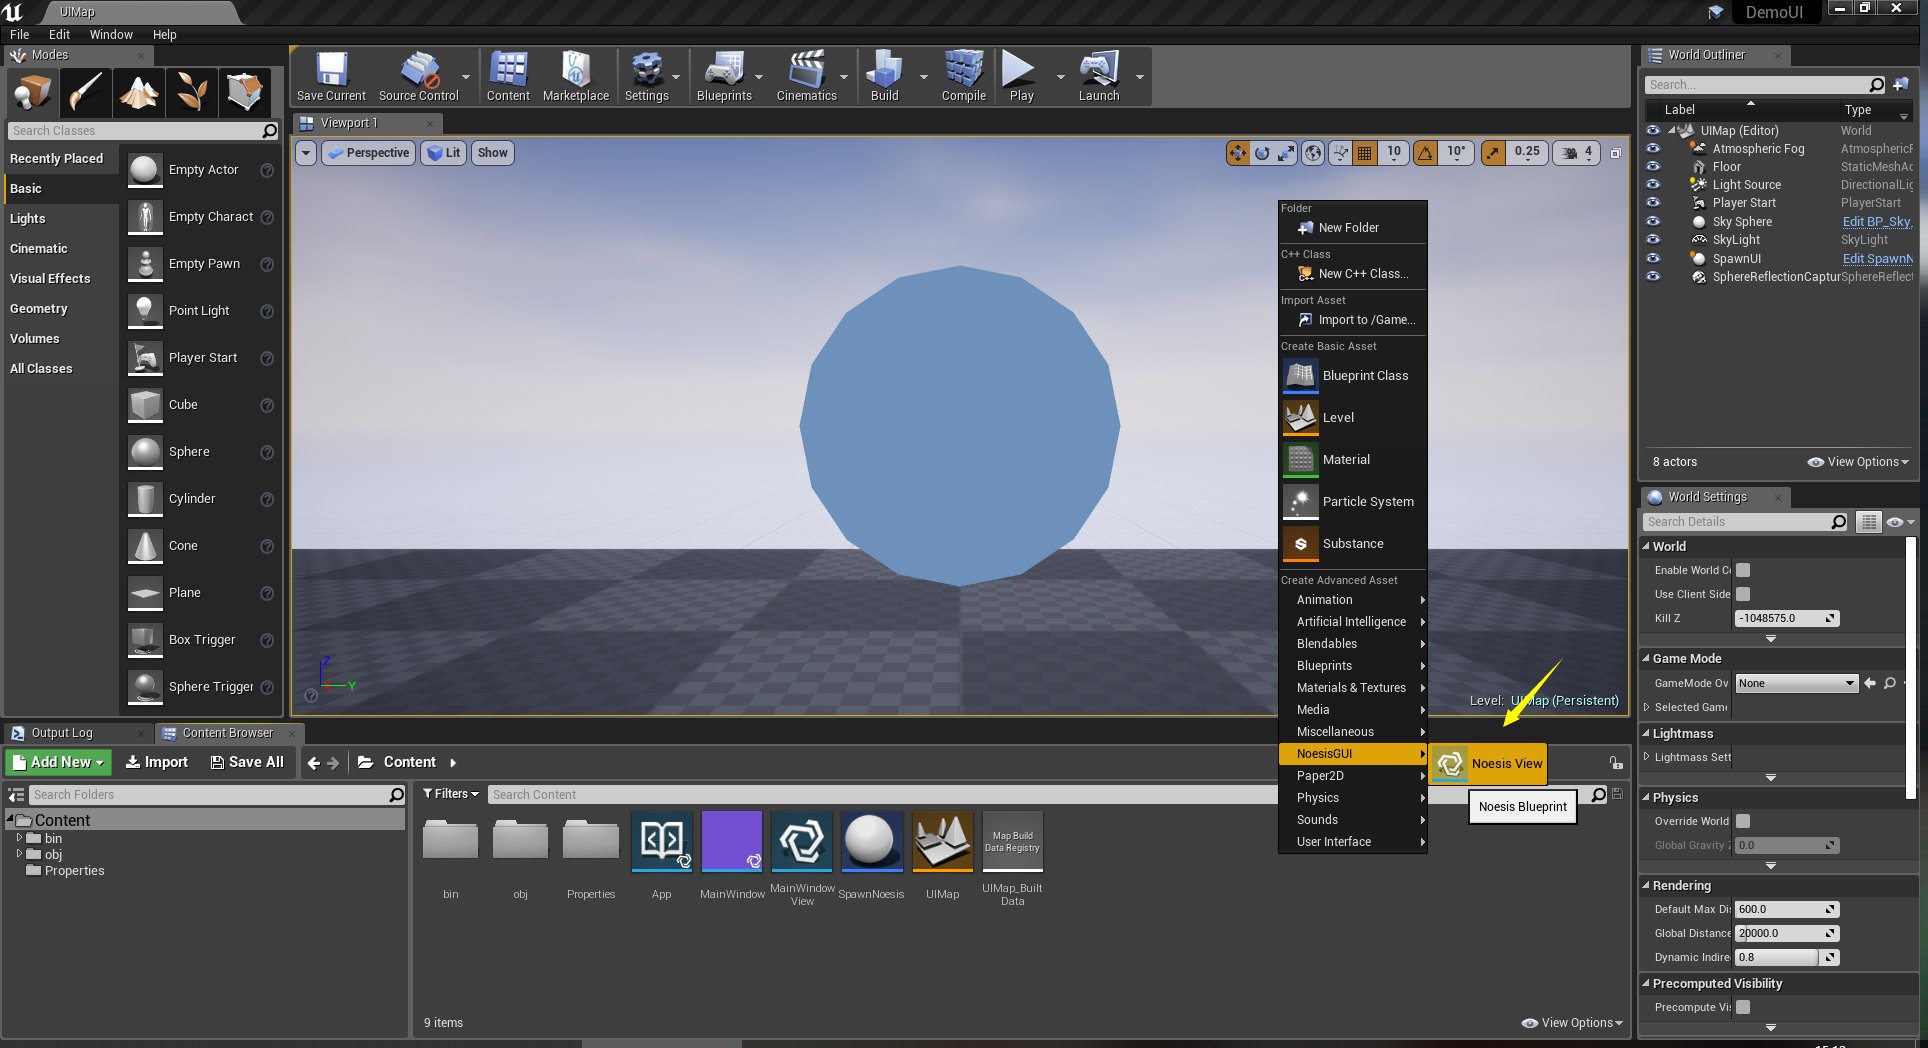 UIMap
DemoUI
File Edit Window Help
Modes
Search Classes
Recently Placed
Basic
Lights
Cinematic
Visual Effects
Geometry
Volumes
All Classes
Empty Actor
Empty Charact
Empty Pawn
Point Light
Player Start
Cube
Sphere
Cylinder
Cone
Plane
Box Trigger
Sphere Trigger
Save Current
Source Control
Content
Marketplace
Settings
Blueprints
Cinematics
Build
Compile
Play
Launch
Viewport 1
Perspective
Lit
Show
10
10°
0.25
4
Z
X
Y
Level: UIMap (Persistent)
Folder
New Folder
C++ Class
New C++ Class...
Import Asset
Import to /Game...
Create Basic Asset
Blueprint Class
Level
Material
Particle System
Substance
Create Advanced Asset
Animation
Artificial Intelligence
Blendables
Blueprints
Materials & Textures
Media
Miscellaneous
NoesisGUI
Paper2D
Physics
Sounds
User Interface
Noesis View
Noesis Blueprint
World Outliner
Search...
Label Type
UIMap (Editor) World
Atmospheric Fog AtmosphericF
Floor StaticMeshAc
Light Source DirectionalLig
Player Start PlayerStart
Sky Sphere Edit BP_Sky_
SkyLight SkyLight
SpawnUI Edit SpawnN
SphereReflectionCaptur SphereReflect
8 actors
View Options
World Settings
Search Details
World
Enable World Co
Use Client Side
Kill Z -1048575.0
Game Mode
GameMode Ov None
Selected Game
Lightmass
Lightmass Sett
Physics
Override World
Global Gravity Z 0.0
Rendering
Default Max Dis 600.0
Global Distance 20000.0
Dynamic Indire 0.8
Precomputed Visibility
Precompute Vis
Output Log
Content Browser
Add New
Import
Save All
Content
Search Folders
Content
bin
obj
Properties
Filters
Search Content
bin
obj
Properties
App
MainWindow
MainWindow
View
SpawnNoesis
UIMap
Map Build
Data Registry
UIMap_Built
Data
9 items
View Options